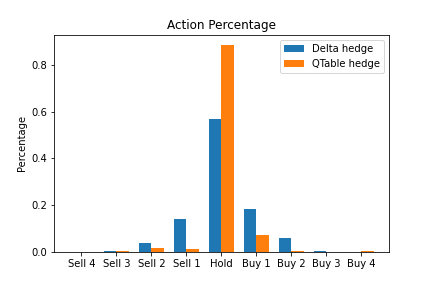 Action Percentage
Delta hedge
QTable hedge
Percentage
0.8
0.6
0.4
0.2
0.0
Sell 4 Sell 3 Sell 2 Sell 1 Hold Buy 1 Buy 2 Buy 3 Buy 4